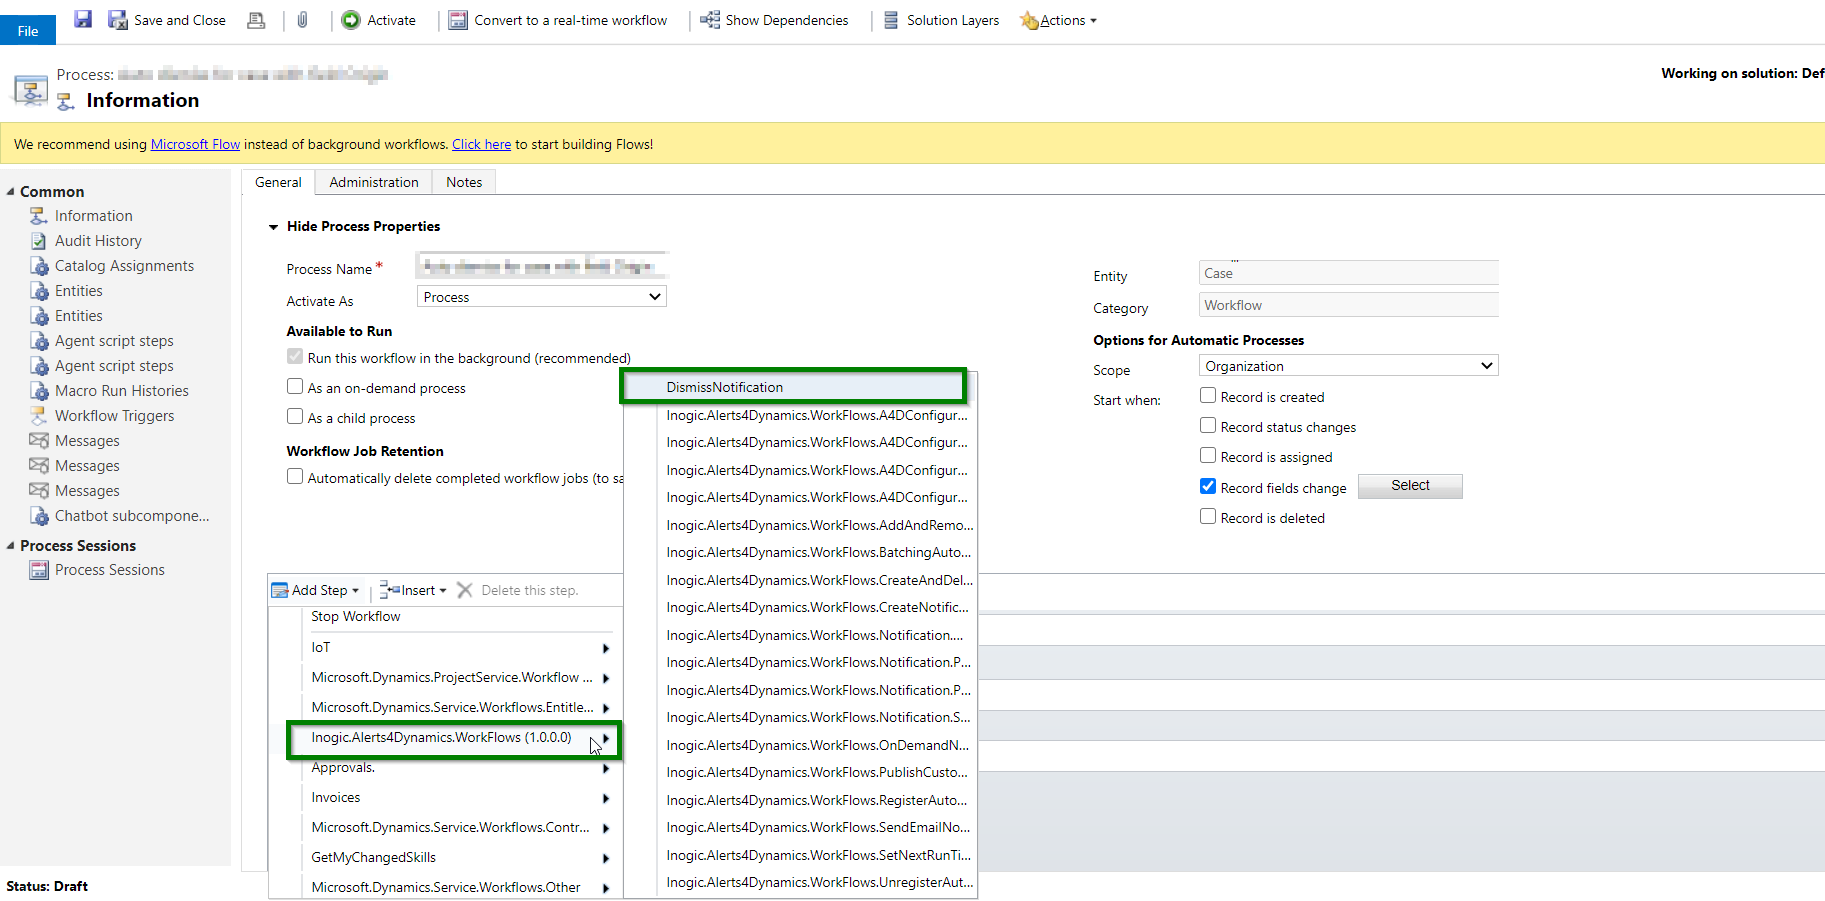 File
Save and Close
Activate
Convert to a real-time workflow
Show Dependencies
Solution Layers
Actions
Process:
Information
Working on solution: Def
We recommend using Microsoft Flow instead of background workflows. Click here to start building Flows!
Common
Information
Audit History
Catalog Assignments
Entities
Entities
Agent script steps
Agent script steps
Macro Run Histories
Workflow Triggers
Messages
Messages
Messages
Chatbot subcompone...
Process Sessions
Process Sessions
General
Administration
Notes
Hide Process Properties
Process Name *
Activate As
Process
Available to Run
Run this workflow in the background (recommended)
As an on-demand process
As a child process
Workflow Job Retention
Automatically delete completed workflow jobs (to sa
Entity
Case
Category
Workflow
Options for Automatic Processes
Scope
Organization
Start when:
Record is created
Record status changes
Record is assigned
Record fields change
Select
Record is deleted
Add Step
Insert
Delete this step.
Stop Workflow
IoT
Microsoft.Dynamics.ProjectService.Workflow ...
Microsoft.Dynamics.Service.Workflows.Entitle...
Inogic.Alerts4Dynamics.WorkFlows (1.0.0.0)
Approvals.
Invoices
Microsoft.Dynamics.Service.Workflows.Contr...
GetMyChangedSkills
Microsoft.Dynamics.Service.Workflows.Other
DismissNotification
Inogic.Alerts4Dynamics.WorkFlows.A4DConfigur...
Inogic.Alerts4Dynamics.WorkFlows.A4DConfigur...
Inogic.Alerts4Dynamics.WorkFlows.A4DConfigur...
Inogic.Alerts4Dynamics.WorkFlows.A4DConfigur...
Inogic.Alerts4Dynamics.WorkFlows.AddAndRemo...
Inogic.Alerts4Dynamics.WorkFlows.BatchingAuto...
Inogic.Alerts4Dynamics.WorkFlows.CreateAndDel...
Inogic.Alerts4Dynamics.WorkFlows.CreateNotific...
Inogic.Alerts4Dynamics.WorkFlows.Notification....
Inogic.Alerts4Dynamics.WorkFlows.Notification.P...
Inogic.Alerts4Dynamics.WorkFlows.Notification.P...
Inogic.Alerts4Dynamics.WorkFlows.Notification.S...
Inogic.Alerts4Dynamics.WorkFlows.OnDemandN...
Inogic.Alerts4Dynamics.WorkFlows.PublishCusto...
Inogic.Alerts4Dynamics.WorkFlows.RegisterAuto...
Inogic.Alerts4Dynamics.WorkFlows.SendEmailNo...
Inogic.Alerts4Dynamics.WorkFlows.SetNextRunTi...
Inogic.Alerts4Dynamics.WorkFlows.UnregisterAut...
Status: Draft